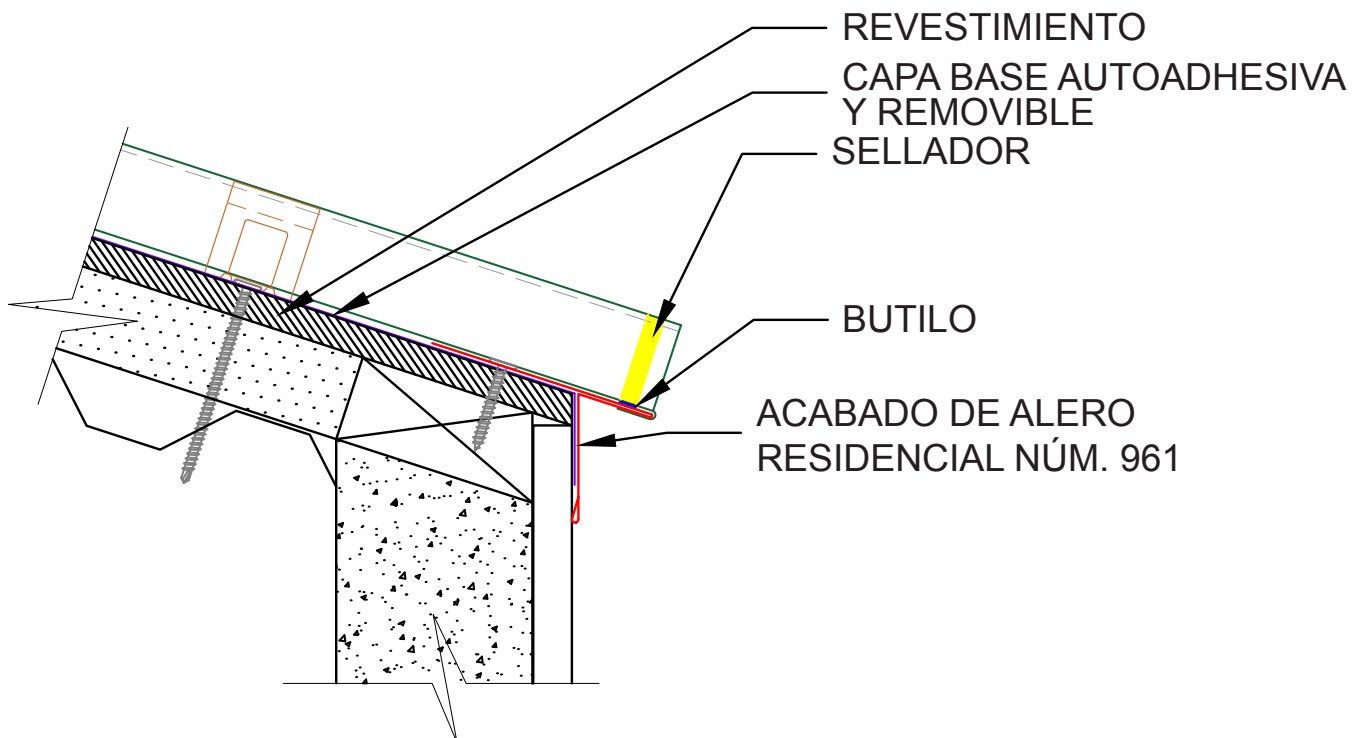 REVESTIMIENTO
CAPA BASE AUTOADHESIVA
Y REMOVIBLE
SELLADOR
BUTILO
ACABADO DE ALERO
RESIDENCIAL NÚM. 961